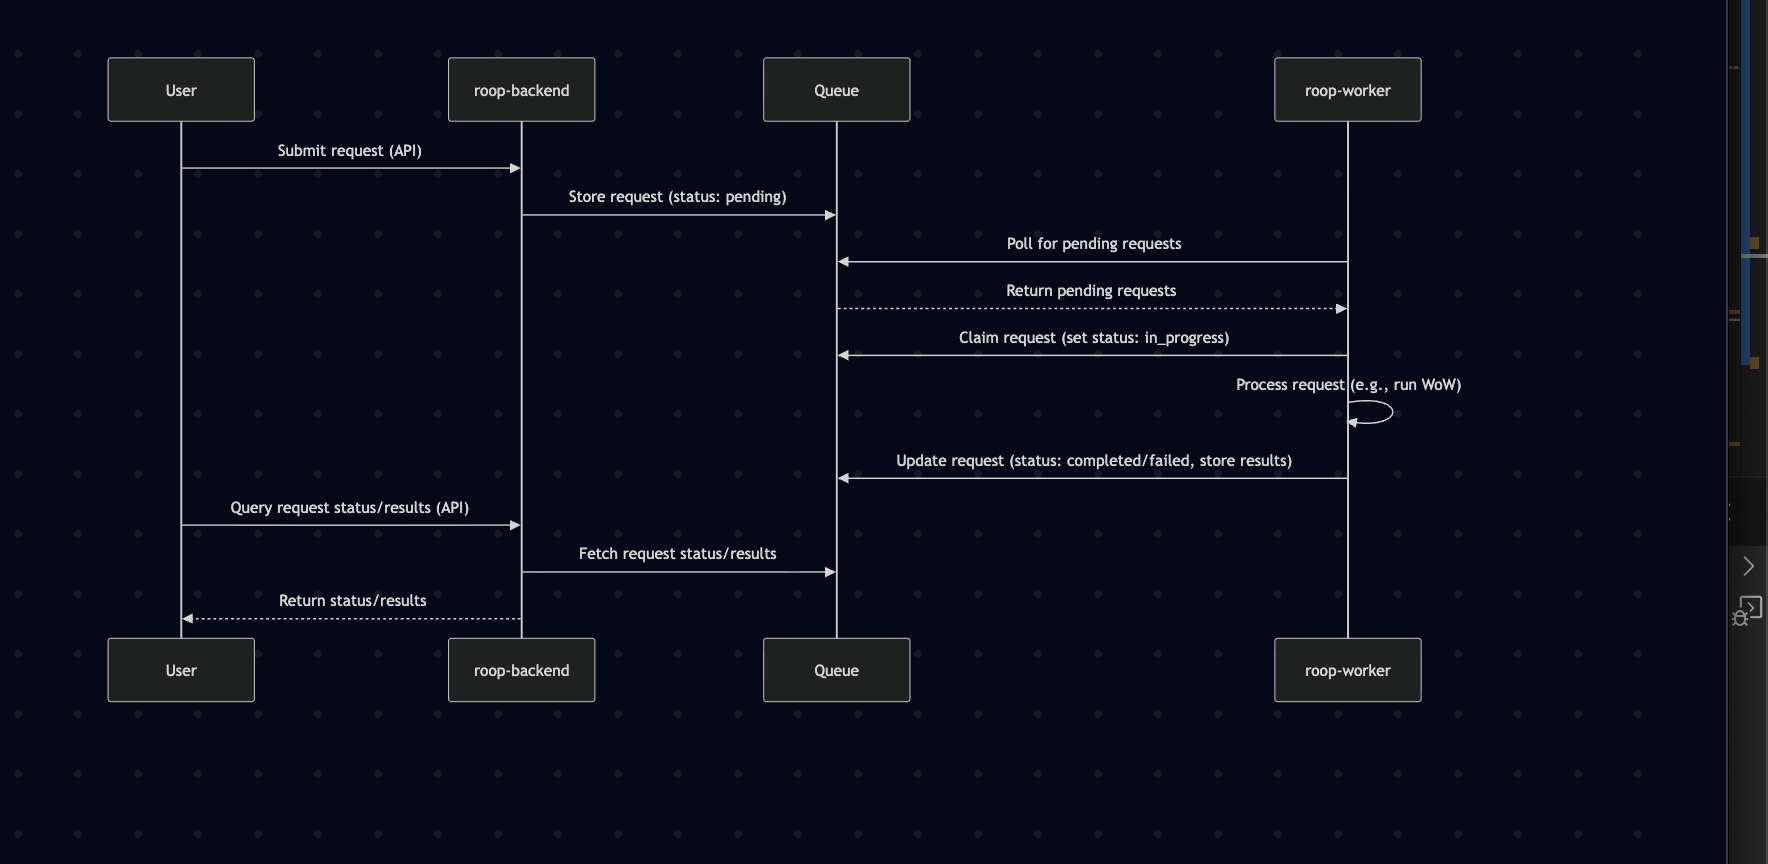 User
roop-backend
Queue
roop-worker
Submit request (API)
Store request (status: pending)
Poll for pending requests
Return pending requests
Claim request (set status: in_progress)
Process request (e.g., run WoW)
Update request (status: completed/failed, store results)
Query request status/results (API)
Fetch request status/results
Return status/results
User
roop-backend
Queue
roop-worker